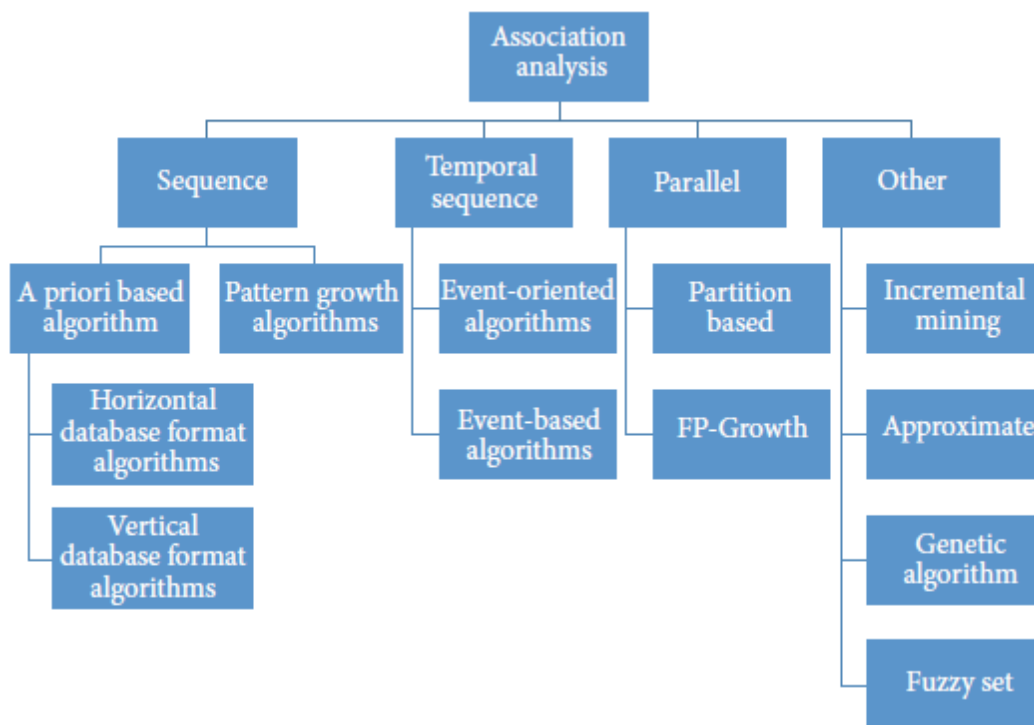 Association
analysis
Sequence
Temporal
sequence
Parallel
Other
A priori based
algorithm
Pattern growth
algorithms
Event-oriented
algorithms
Partition
based
Incremental
mining
Horizontal
database format
algorithms
Event-based
algorithms
FP-Growth
Approximate
Vertical
database format
algorithms
Genetic
algorithm
Fuzzy set